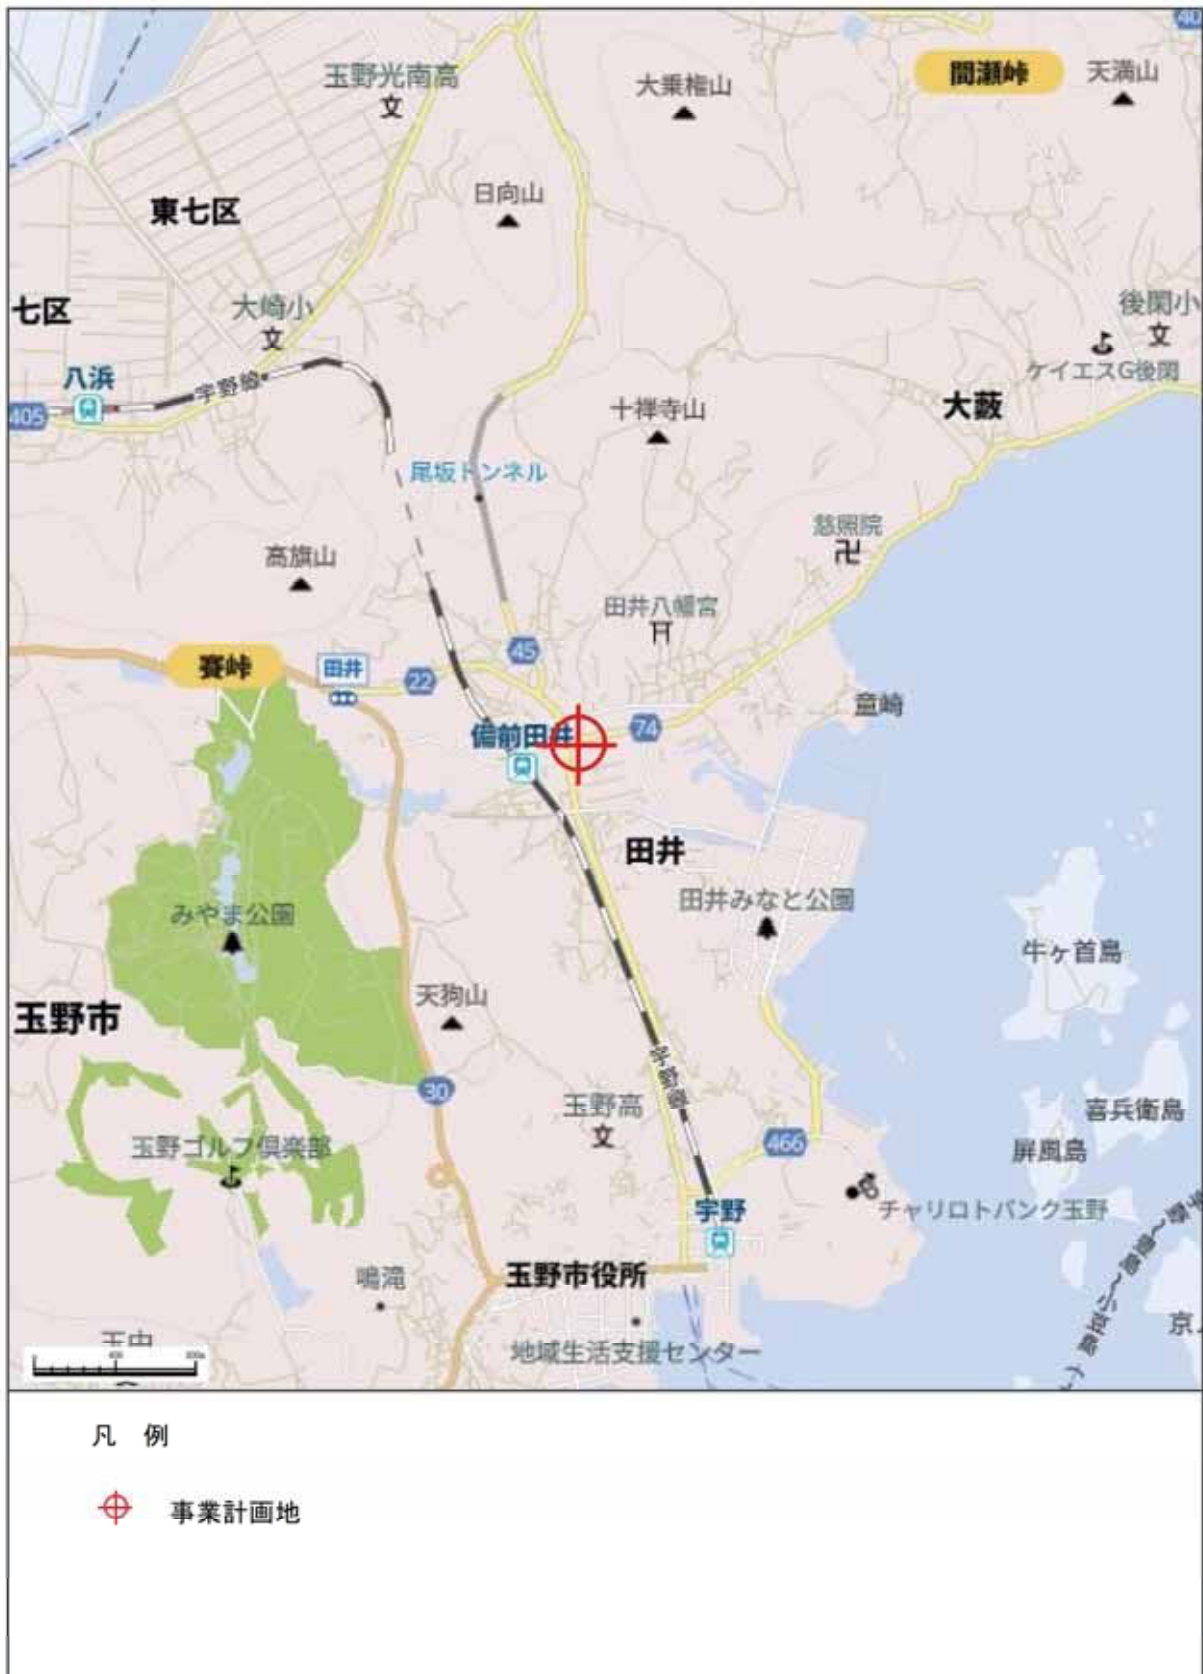 40
玉野光南高
文
大乗権山
間瀬峠
天満山
東七区
日向山
七区
大崎小
文
後閑小
文
ケイエスG後閑
八浜
宇野線
405
十禅寺山
大藪
尾坂トンネル
慈照院
高旗山
田井八幡宮
賽峠
田井
45
22
備前田井
74
童崎
田井
みやま公園
田井みなと公園
牛ヶ首島
玉野市
天狗山
宇野線
30
玉野高
文
喜兵衛島
玉野ゴルフ倶楽部
466
屏風島
宇野
チャリロトバンク玉野
鳴滝
玉野市役所
地域生活支援センター
京
凡 例
事業計画地